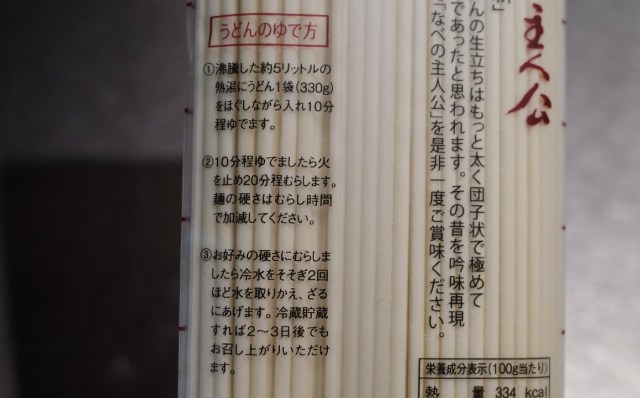 うどんのゆで方
①沸騰した約5リットルの
熱湯にうどん1袋(330g)
をほぐしながら入れ10分
程ゆでます。
②10分程ゆでましたら火
を止め20分程むらします。
麺の硬さはむらし時間
で加減してください。
③お好みの硬さにむらしま
したら冷水をそそぎ2回
ほど水を取りかえ、ざる
にあげます。冷蔵貯蔵
すれば2〜3日後でも
お召し上がりいただけ
ます。
主人公
んの生立ちはもっと太く団子状で極めて
であったと思われます。その昔を吟味再現
「なべの主人公」を是非一度ご賞味ください。
栄養成分表示(100g当たり)
熱 量 334 kcal